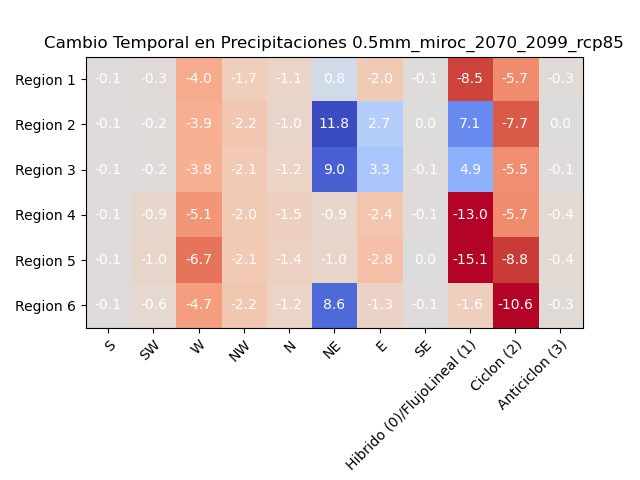 Cambio Temporal en Precipitaciones 0.5mm_miroc_2070_2099_rcp85
Region 1 -0.1 -0.3 -4.0 -1.7 -1.1 0.8 -2.0 -0.1 -8.5 -5.7 -0.3
Region 2 -0.1 -0.2 -3.9 -2.2 -1.0 11.8 2.7 0.0 7.1 -7.7 0.0
Region 3 -0.1 -0.2 -3.8 -2.1 -1.2 9.0 3.3 -0.1 4.9 -5.5 -0.1
Region 4 -0.1 -0.9 -5.1 -2.0 -1.5 -0.9 -2.4 -0.1 -13.0 -5.7 -0.4
Region 5 -0.1 -1.0 -6.7 -2.1 -1.4 -1.0 -2.8 0.0 -15.1 -8.8 -0.4
Region 6 -0.1 -0.6 -4.7 -2.2 -1.2 8.6 -1.3 -0.1 -1.6 -10.6 -0.3
S
SW
W
NW
N
NE
E
SE
Hibrido (0)/FlujoLineal (1)
Ciclon (2)
Anticiclon (3)